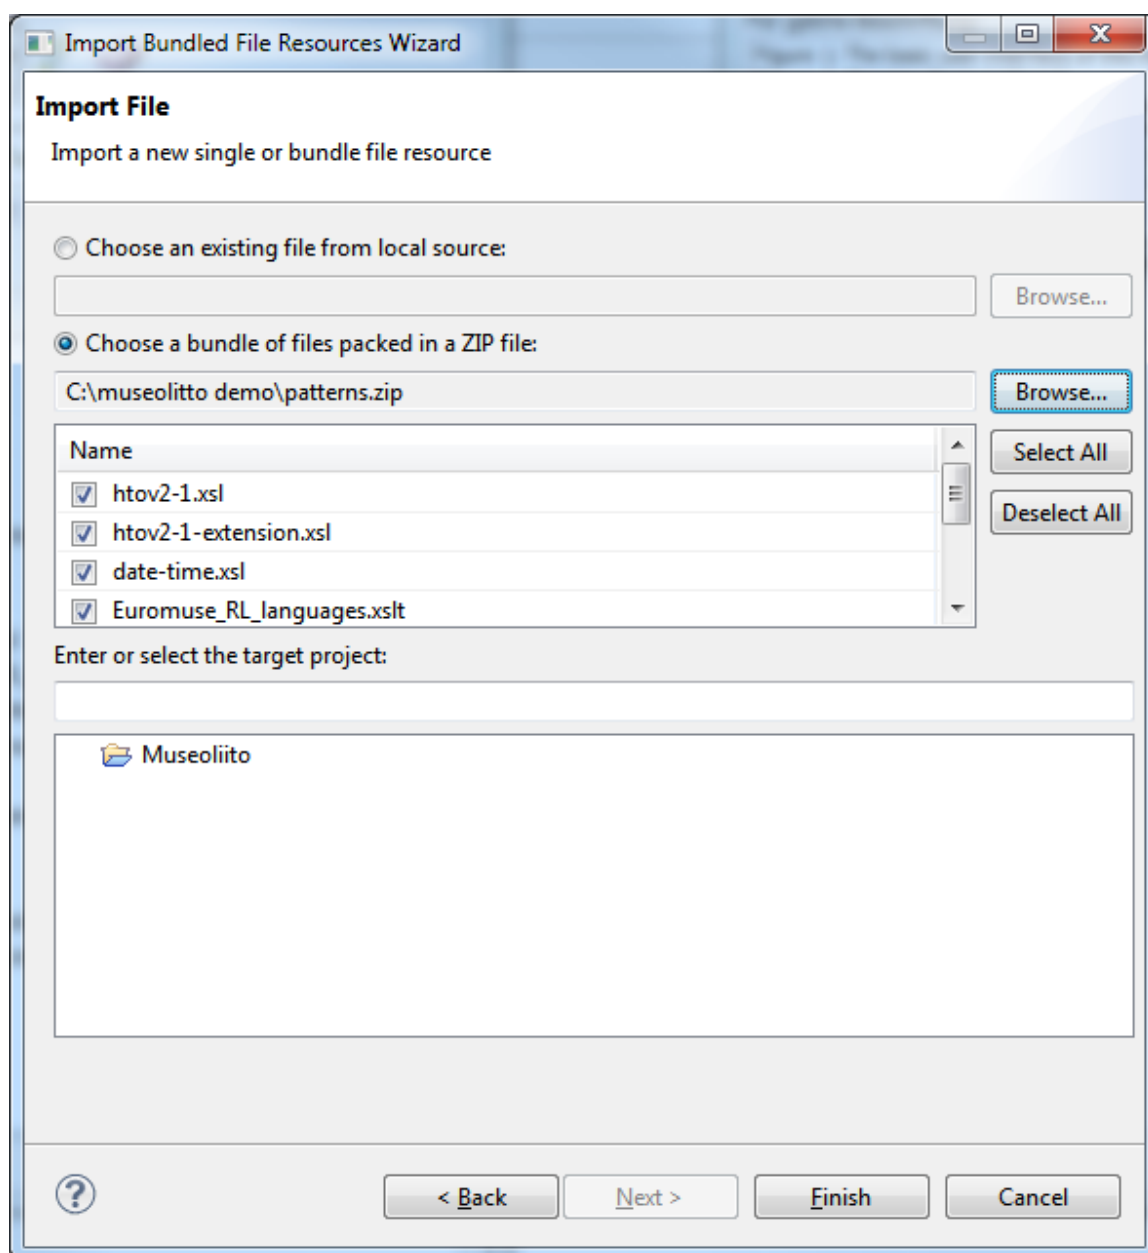 Import Bundled File Resources Wizard
Import File
Import a new single or bundle file resource
Choose an existing file from local source:
Browse...
Choose a bundle of files packed in a ZIP file:
C:\museolitto demo\patterns.zip
Browse...
Name
Select All
htov2-1.xsl
Deselect All
htov2-1-extension.xsl
date-time.xsl
Euromuse_RL_languages.xslt
Enter or select the target project:
Museoliito
?
< Back
Next >
Finish
Cancel